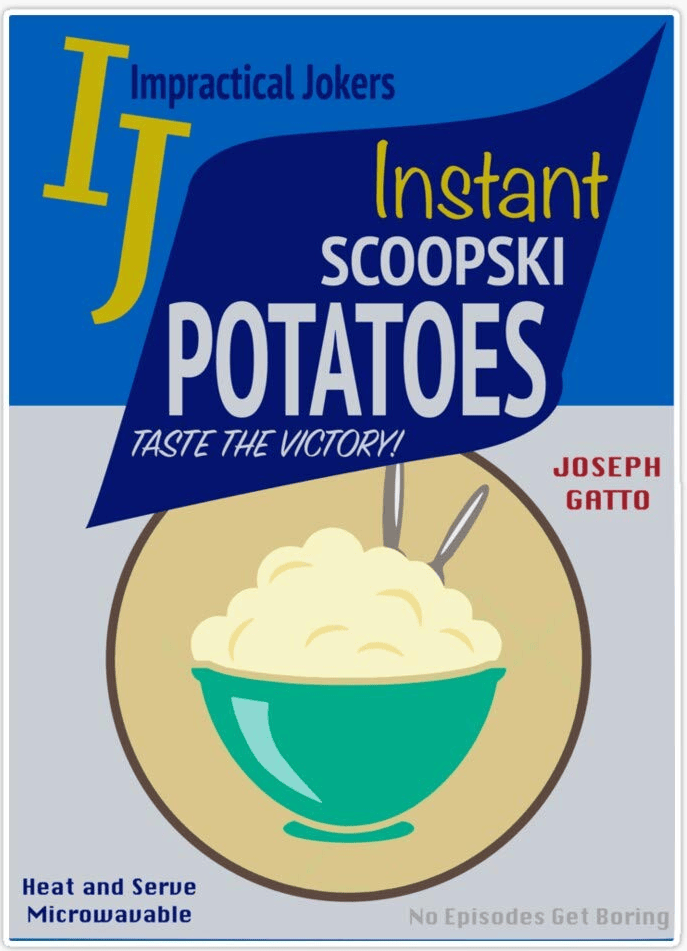 IJ
Impractical Jokers
Instant
SCOOPSKI
POTATOES
TASTE THE VICTORY!
JOSEPH
GATTO
Heat and Serve
Microwavable
No Episodes Get Boring